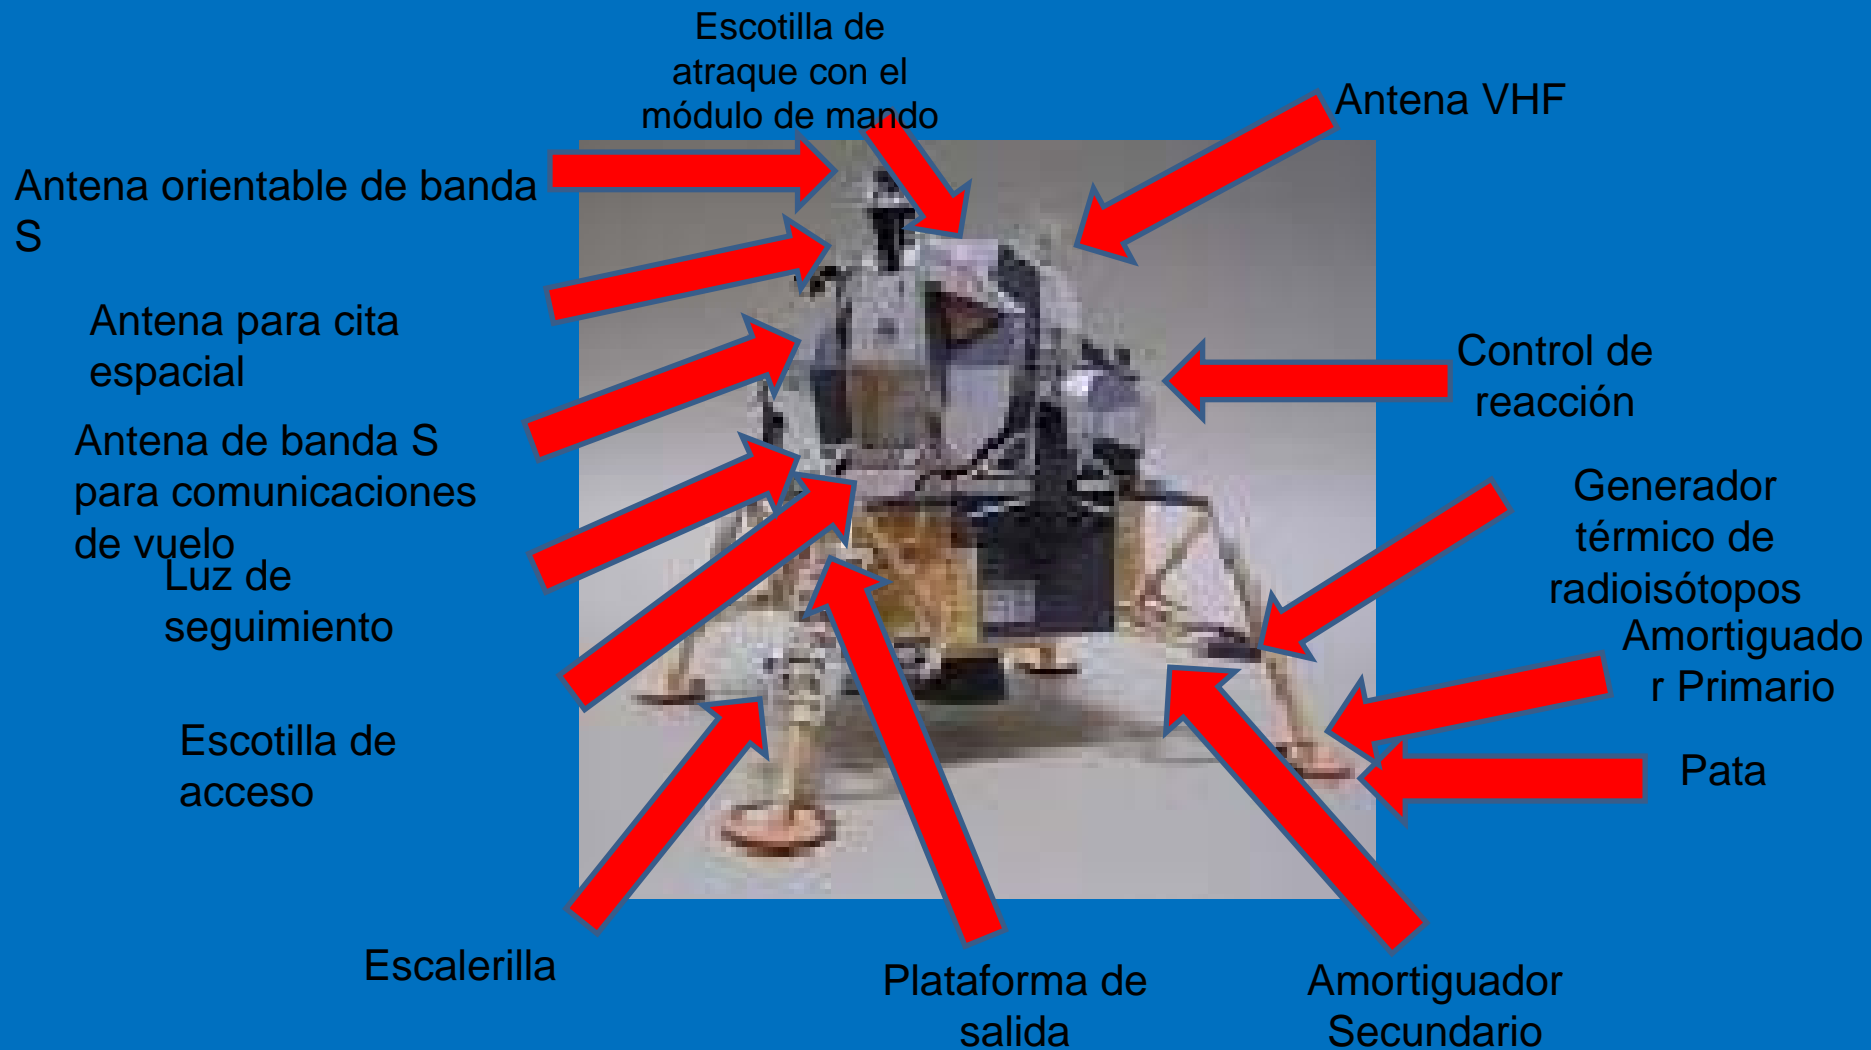 Escotilla de
atraque con el
módulo de mando
Antena VHF
Antena orientable de banda
S
Antena para cita
espacial
Control de
reacción
Antena de banda S
para comunicaciones
de vuelo
Generador
térmico de
radioisótopos
Luz de
seguimiento
Amortiguado
r Primario
Escotilla de
acceso
Pata
Escalerilla
Plataforma de
salida
Amortiguador
Secundario